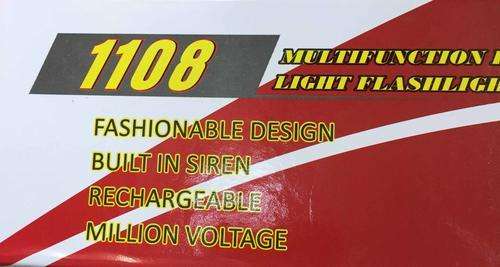 1108
MULTIFUNCTION
LIGHT
FASHIONABLE DESIGN
BUILT IN SIREN
RECHARGEABLE
MILLION VOLTAGE